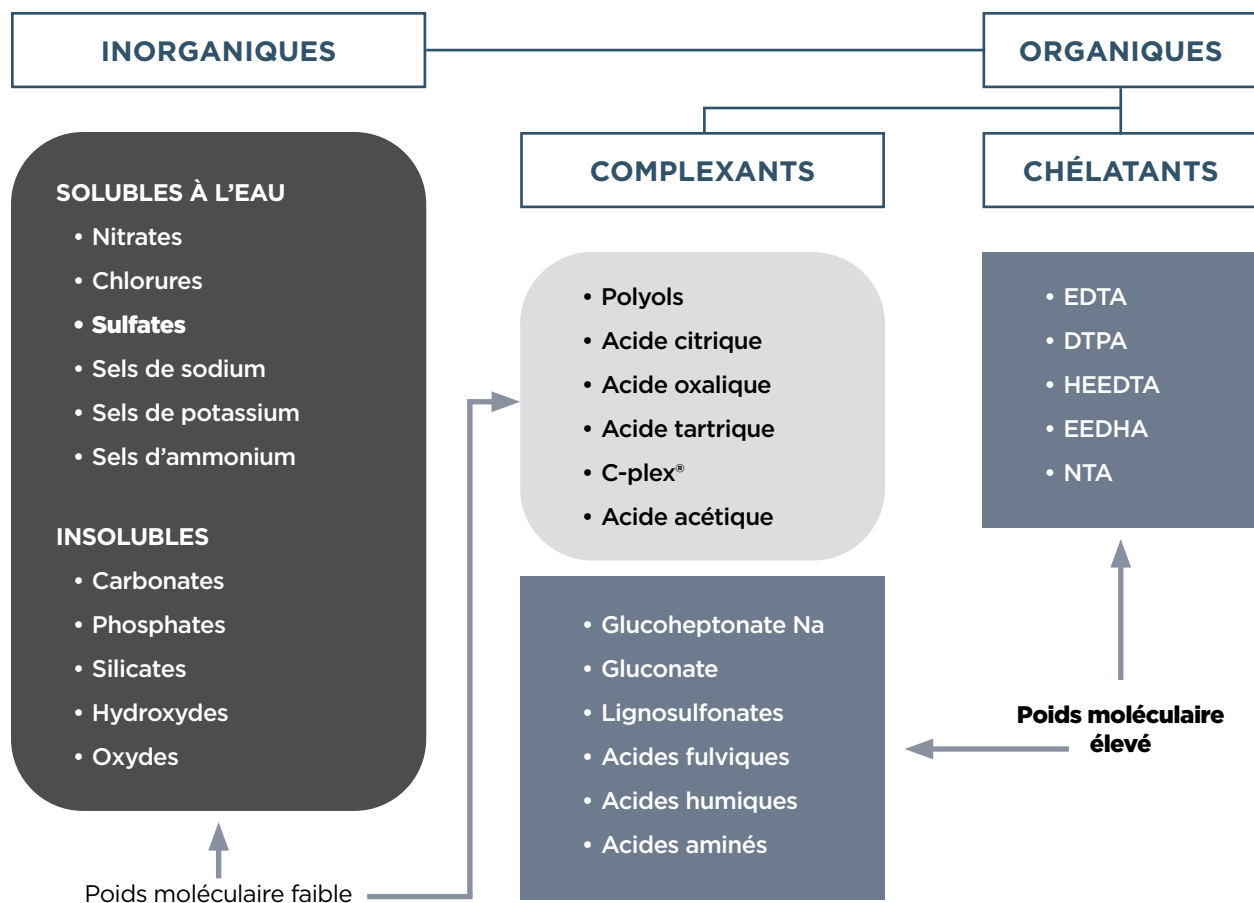 INORGANIQUES
ORGANIQUES
COMPLEXANTS
CHÉLATANTS
SOLUBLES À L’EAU
• Nitrates
• Chlorures
• Sulfates
• Sels de sodium
• Sels de potassium
• Sels d’ammonium
INSOLUBLES
• Carbonates
• Phosphates
• Silicates
• Hydroxydes
• Oxydes
• Polyols
• Acide citrique
• Acide oxalique
• Acide tartrique
• C-plex®
• Acide acétique
• Glucoheptonate Na
• Gluconate
• Lignosulfonates
• Acides fulviques
• Acides humiques
• Acides aminés
• EDTA
• DTPA
• HEEDTA
• EEDHA
• NTA
Poids moléculaire
élevé
Poids moléculaire faible